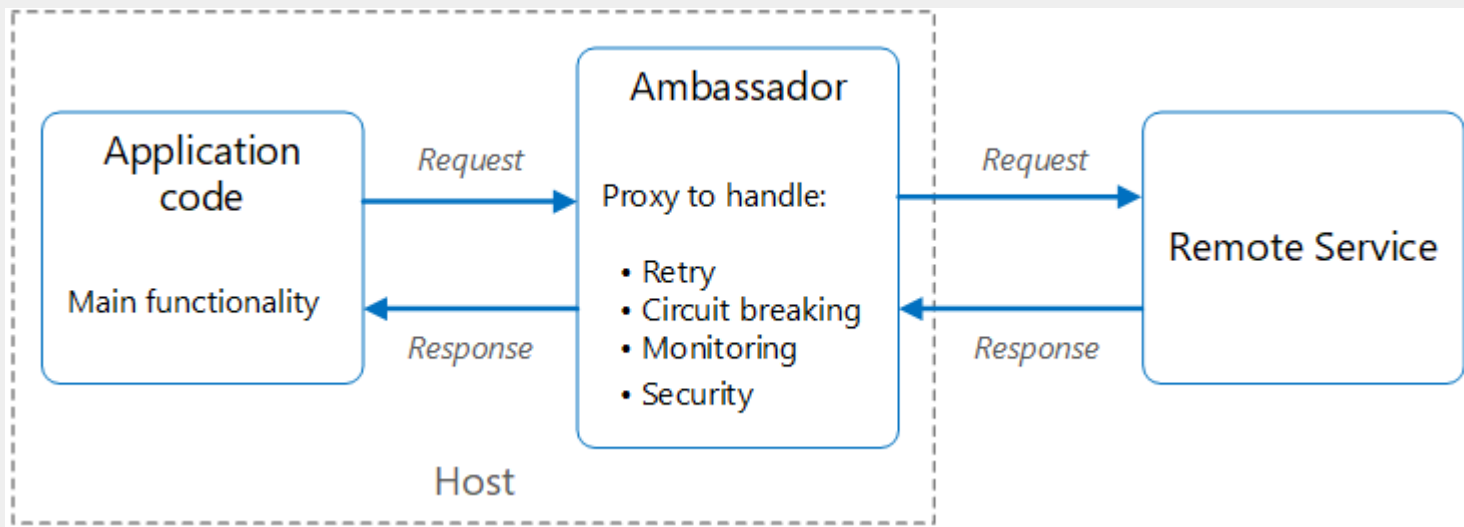 Application
code
Main functionality
Request
Response
Ambassador
Proxy to handle:
• Retry
• Circuit breaking
• Monitoring
• Security
Host
Request
Response
Remote Service